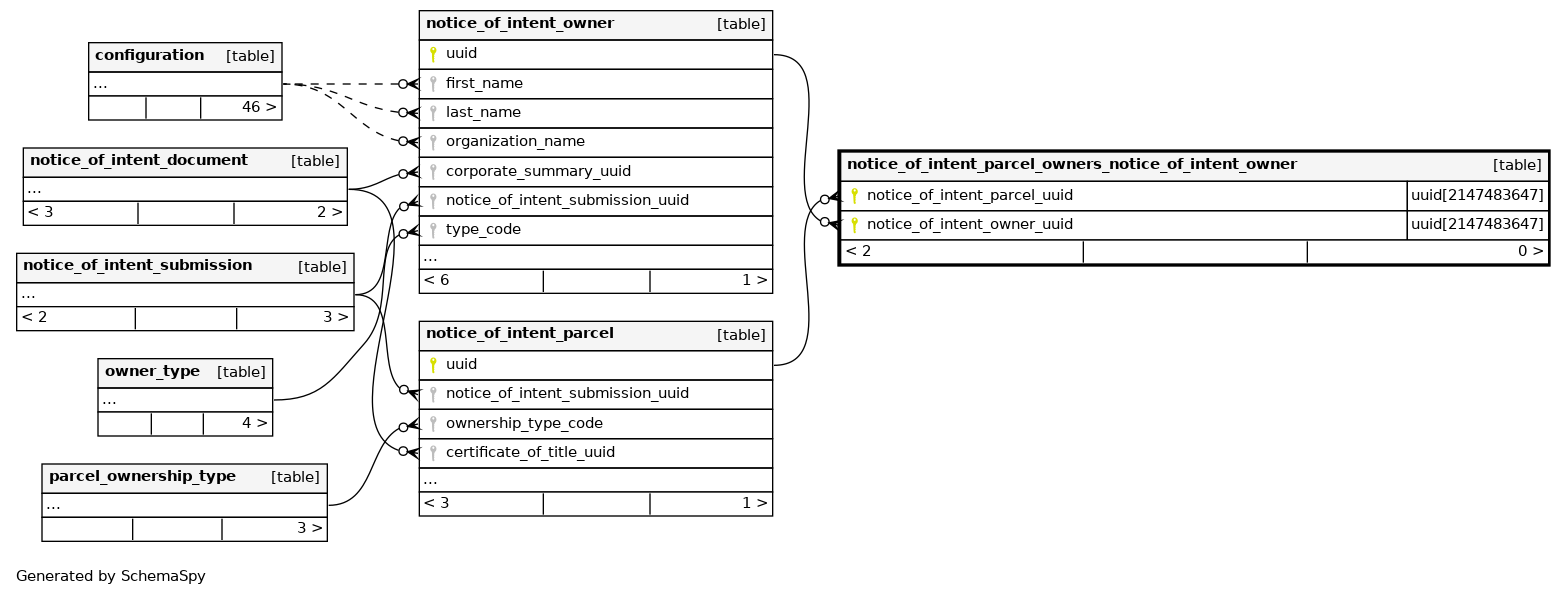 configuration [table]
...
46 >
notice_of_intent_document [table]
...
< 3 2 >
notice_of_intent_submission [table]
...
< 2 3 >
owner_type [table]
...
4 >
parcel_ownership_type [table]
...
3 >
notice_of_intent_owner [table]
uuid
first_name
last_name
organization_name
corporate_summary_uuid
notice_of_intent_submission_uuid
type_code
...
< 6 1 >
notice_of_intent_parcel [table]
uuid
notice_of_intent_submission_uuid
ownership_type_code
certificate_of_title_uuid
...
< 3 1 >
notice_of_intent_parcel_owners_notice_of_intent_owner [table]
notice_of_intent_parcel_uuid uuid[2147483647]
notice_of_intent_owner_uuid uuid[2147483647]
< 2 0 >
Generated by SchemaSpy